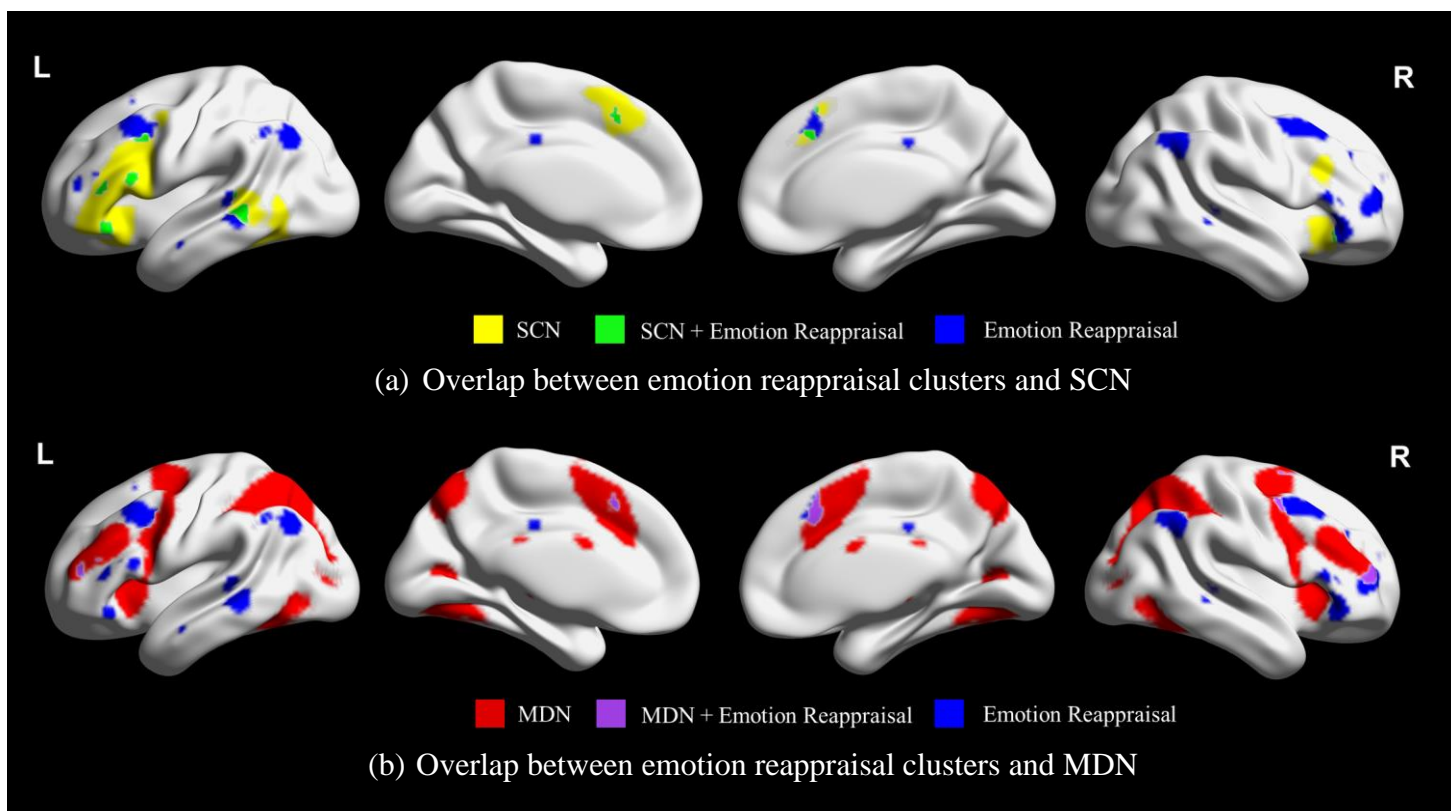 L
R
SCN
SCN + Emotion Reappraisal
Emotion Reappraisal
(a) Overlap between emotion reappraisal clusters and SCN
L
R
MDN
MDN + Emotion Reappraisal
Emotion Reappraisal
(b) Overlap between emotion reappraisal clusters and MDN